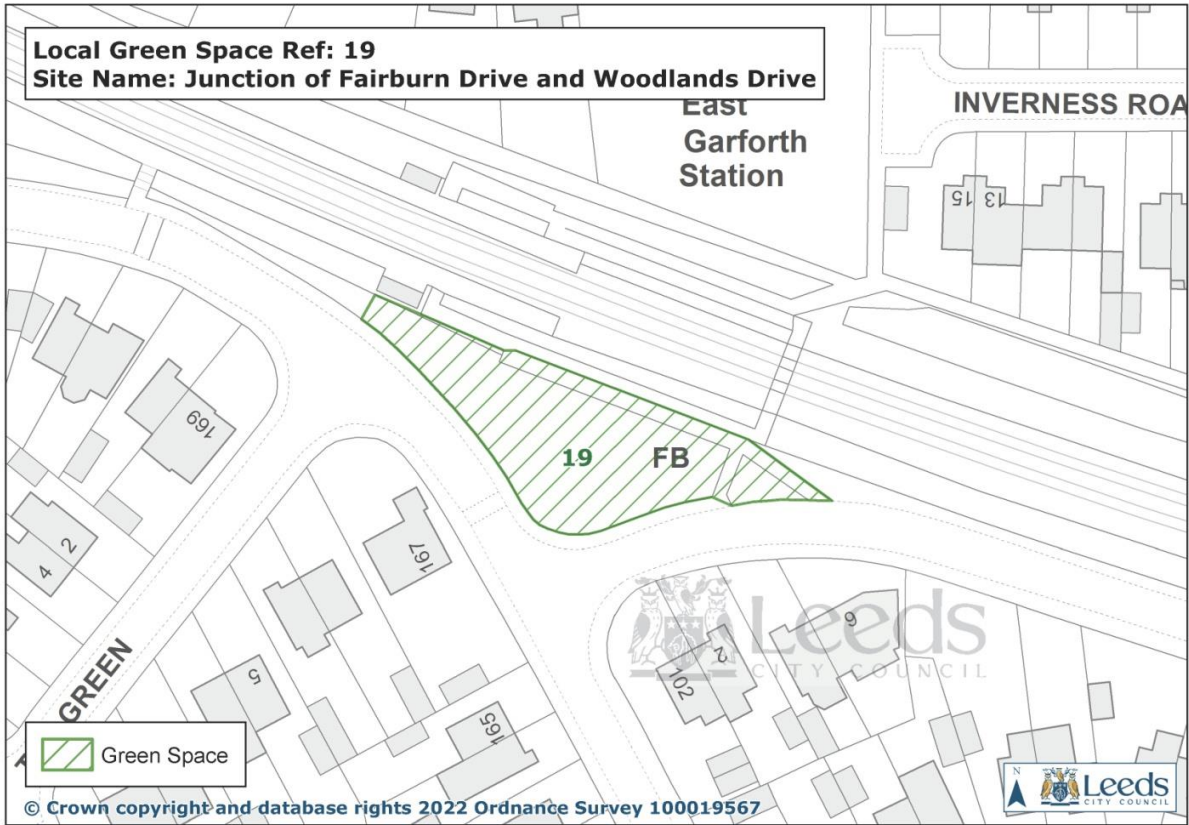 Local Green Space Ref: 19
Site Name: Junction of Fairburn Drive and Woodlands Drive
East
Garforth
Station
INVERNESS ROA
15
13
169
19
FB
167
2
4
GREEN
5
165
102
2
6
Leeds
CITY COUNCIL
Green Space
N
Leeds
CITY COUNCIL
© Crown copyright and database rights 2022 Ordnance Survey 100019567